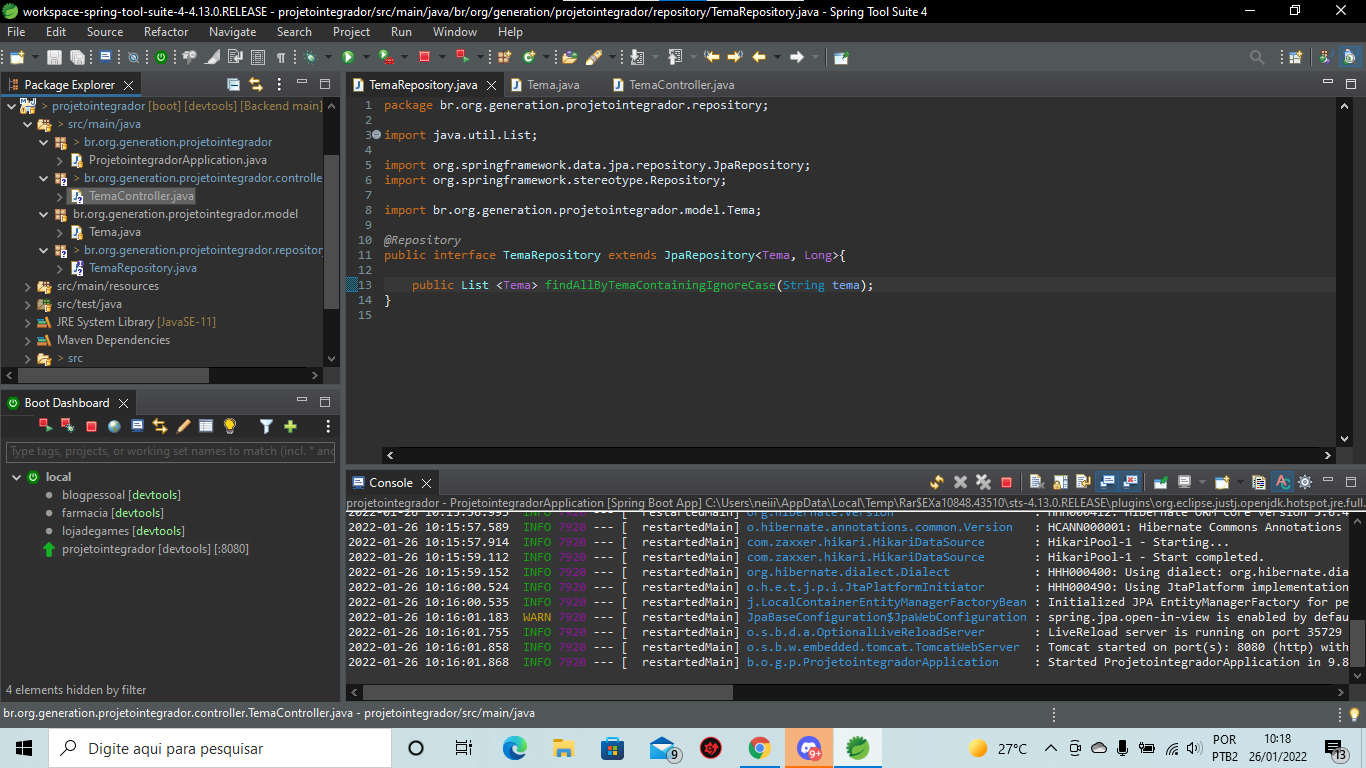 workspace-spring-tool-suite-4-4.13.0.RELEASE - projetointegrador/src/main/java/br/org/generation/projetointegrador/repository/TemaRepository.java - Spring Tool Suite 4
File Edit Source Refactor Navigate Search Project Run Window Help
Package Explorer
projetointegrador [boot] [devtools] [Backend main]
> src/main/java
> br.org.generation.projetointegrador
ProjetointegradorApplication.java
> br.org.generation.projetointegrador.controlle
TemaController.java
br.org.generation.projetointegrador.model
Tema.java
> br.org.generation.projetointegrador.repositor
TemaRepository.java
src/main/resources
src/test/java
JRE System Library [JavaSE-11]
Maven Dependencies
> src
TemaRepository.java Tema.java TemaController.java
1 package br.org.generation.projetointegrador.repository;
2
3 import java.util.List;
4
5 import org.springframework.data.jpa.repository.JpaRepository;
6 import org.springframework.stereotype.Repository;
7
8 import br.org.generation.projetointegrador.model.Tema;
9
10 @Repository
11 public interface TemaRepository extends JpaRepository<Tema, Long>{
12
13 public List <Tema> findAllByTemaContainingIgnoreCase(String tema);
14 }
15
Boot Dashboard
Type tags, projects, or working set names to match (incl. * and
local
blogpessoal [devtools]
farmacia [devtools]
lojadegames [devtools]
projetointegrador [devtools] [:8080]
4 elements hidden by filter
Console
projetointegrador - ProjetointegradorApplication [Spring Boot App] C:\Users\neiii\AppData\Local\Temp\Rar$EXa10848.43510\sts-4.13.0.RELEASE\plugins\org.eclipse.justj.openjdk.hotspot.jre.full.
2022-01-26 10:15:57.589 INFO 7920 --- [ restartedMain] o.hibernate.annotations.common.Version : HCANN000001: Hibernate Commons Annotations
2022-01-26 10:15:57.914 INFO 7920 --- [ restartedMain] com.zaxxer.hikari.HikariDataSource : HikariPool-1 - Starting...
2022-01-26 10:15:59.112 INFO 7920 --- [ restartedMain] com.zaxxer.hikari.HikariDataSource : HikariPool-1 - Start completed.
2022-01-26 10:15:59.152 INFO 7920 --- [ restartedMain] org.hibernate.dialect.Dialect : HHH000400: Using dialect: org.hibernate.dia
2022-01-26 10:16:00.524 INFO 7920 --- [ restartedMain] o.h.e.t.j.p.i.JtaPlatformInitiator : HHH000490: Using JtaPlatform implementation
2022-01-26 10:16:00.535 INFO 7920 --- [ restartedMain] j.LocalContainerEntityManagerFactoryBean : Initialized JPA EntityManagerFactory for pe
2022-01-26 10:16:01.183 WARN 7920 --- [ restartedMain] JpaBaseConfiguration$JpaWebConfiguration : spring.jpa.open-in-view is enabled by defau
2022-01-26 10:16:01.755 INFO 7920 --- [ restartedMain] o.s.b.d.a.OptionalLiveReloadServer : LiveReload server is running on port 35729
2022-01-26 10:16:01.858 INFO 7920 --- [ restartedMain] o.s.b.w.embedded.tomcat.TomcatWebServer : Tomcat started on port(s): 8080 (http) with
2022-01-26 10:16:01.868 INFO 7920 --- [ restartedMain] b.o.g.p.ProjetointegradorApplication : Started ProjetointegradorApplication in 9.8
br.org.generation.projetointegrador.controller.TemaController.java - projetointegrador/src/main/java
Digite aqui para pesquisar
9
9+
27°C
POR
PTB2
10:18
26/01/2022
13